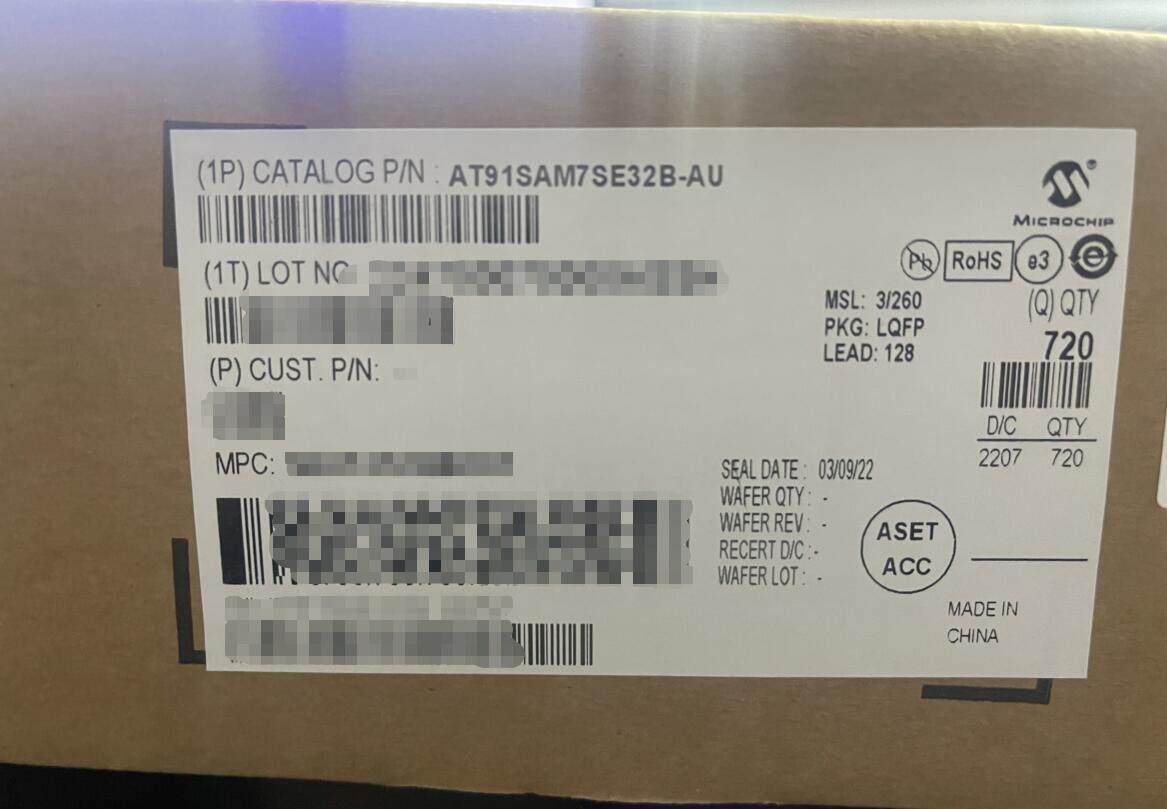 (1P) CATALOG P/N : AT91SAM7SE32B-AU
MICROCHIP
(1T) LOT NO
Pb
RoHS
e3
e
MSL: 3/260
PKG: LQFP
LEAD: 128
(Q) QTY
720
(P) CUST. P/N:
D/C QTY
2207 720
MPC:
SEAL DATE : 03/09/22
WAFER QTY : -
WAFER REV : -
RECERT D/C :-
WAFER LOT : -
ASET
ACC
MADE IN
CHINA